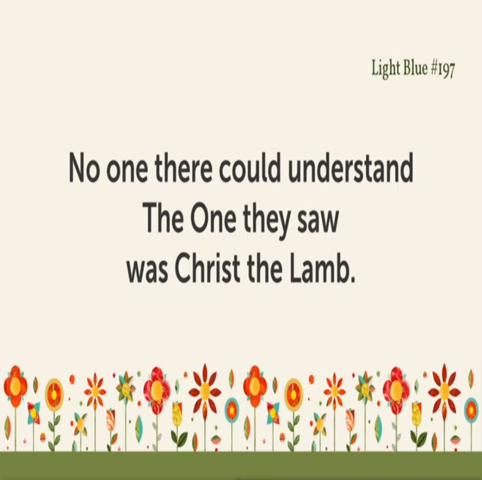 Light Blue #197
No one there could understand
The One they saw
was Christ the Lamb.